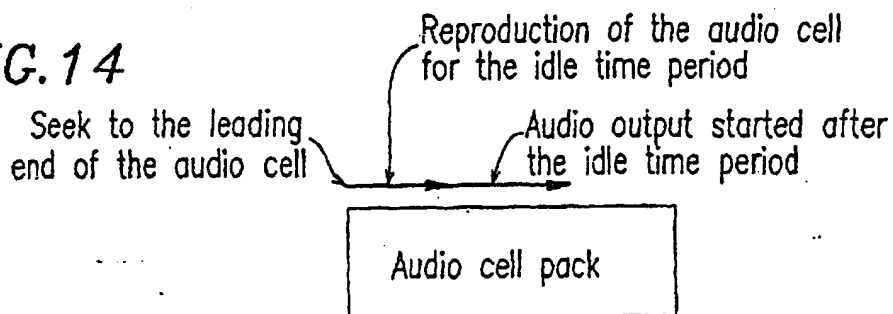 G.14
Reproduction of the audio cell
for the idle time period
Seek to the leading
end of the audio cell
Audio output started after
the idle time period
Audio cell pack